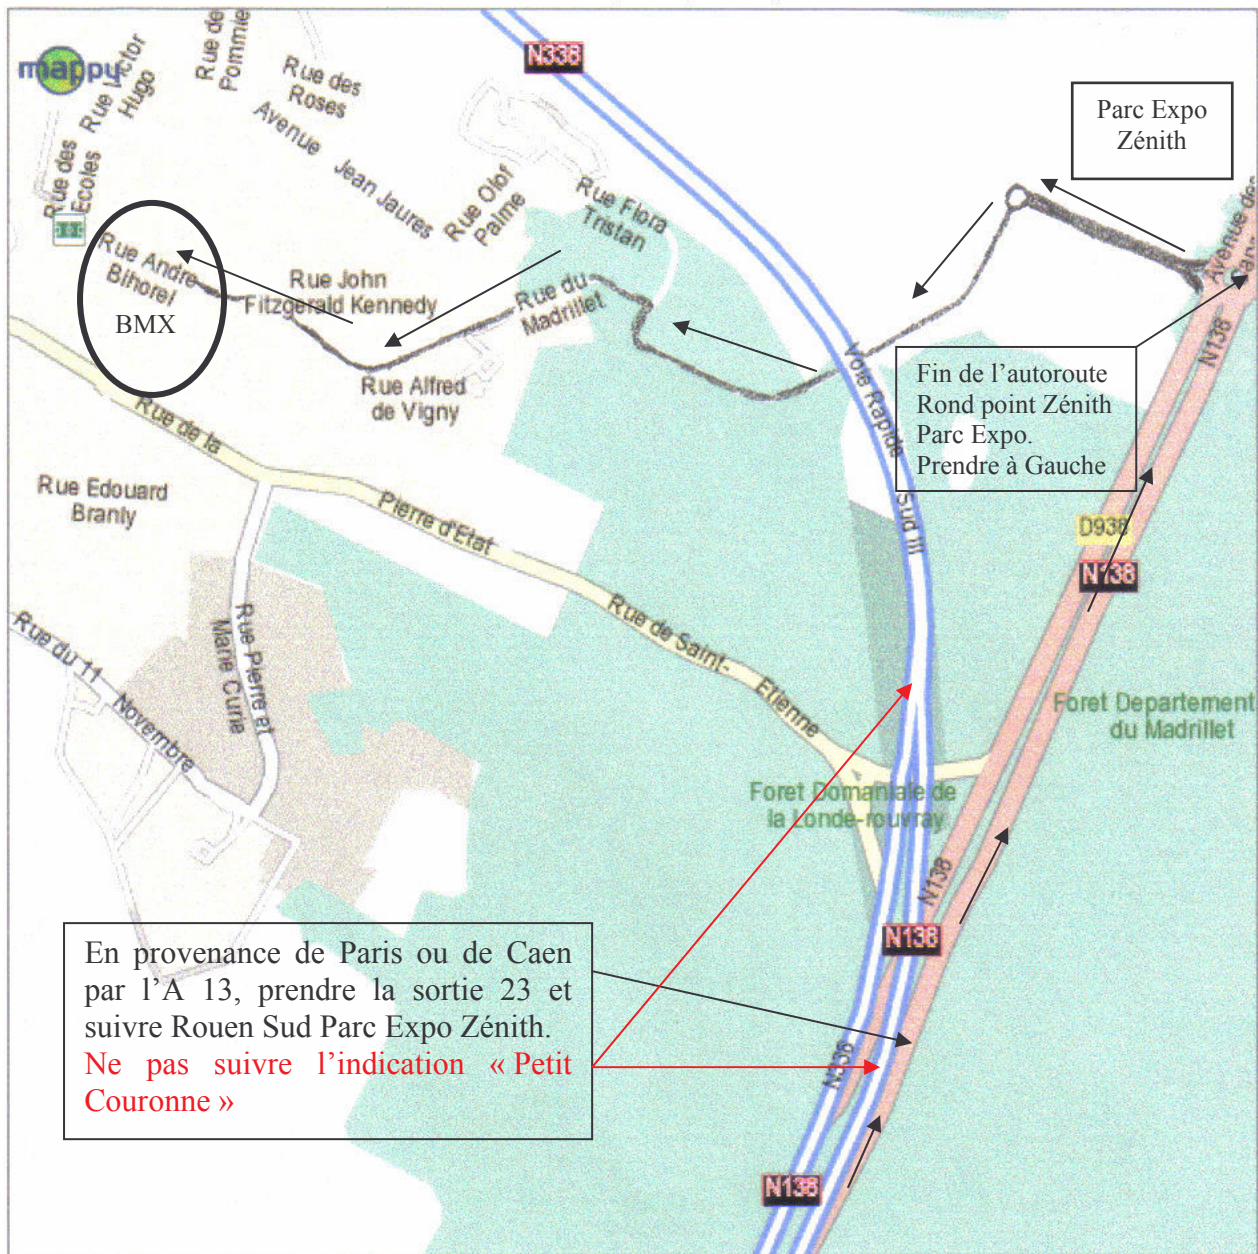 N338
mappy
Rue Victor
Hugo
Rue de
Pommie
Rue des
Roses
Avenue Jean Jaures
Rue des
Ecoles
Rue Olof
Palme
Rue Flora
Tristan
Parc Expo
Zénith
Avenue des
Rue Andre
Bihorel
BMX
Rue John
Fitzgerald Kennedy
Rue du
Madrillet
Rue Alfred
de Vigny
Voie Rapide Sud III
N138
Fin de l’autoroute
Rond point Zénith
Parc Expo.
Prendre à Gauche
Rue de la
Pierre d'Etat
Rue Edouard
Branly
D938
N138
Rue du 11 Novembre
Rue Pierre et
Marie Curie
Rue de Saint-
Etienne
Foret Departement
du Madrillet
Foret Domaniale de
la Londe-rouvray
N138
N138
En provenance de Paris ou de Caen
par l’A 13, prendre la sortie 23 et
suivre Rouen Sud Parc Expo Zénith.
Ne pas suivre l’indication « Petit
Couronne »
N338
N138